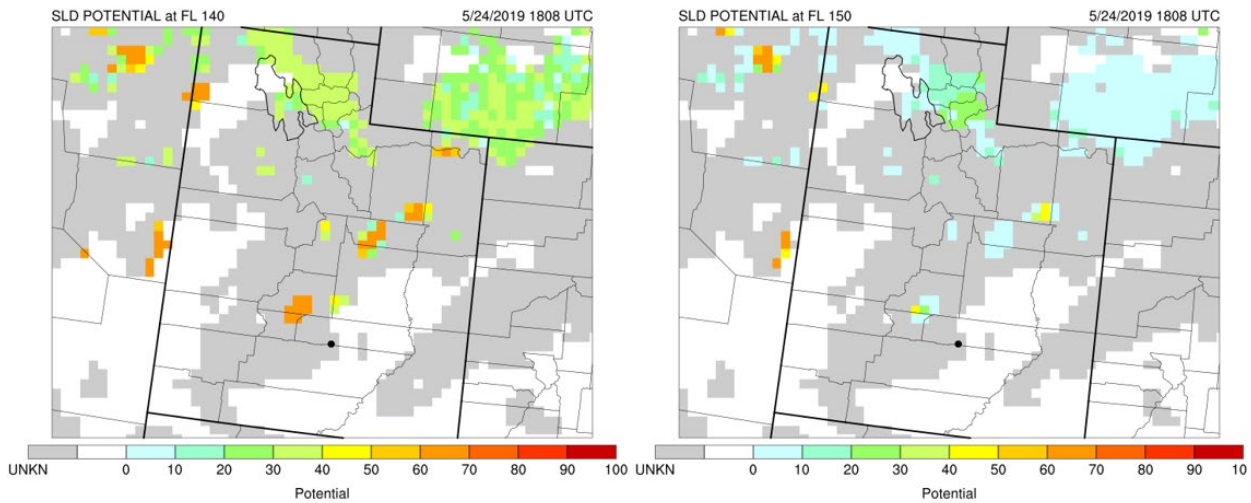 SLD POTENTIAL at FL 140 5/24/2019 1808 UTC
UNKN 0 10 20 30 40 50 60 70 80 90 100
Potential
SLD POTENTIAL at FL 150 5/24/2019 1808 UTC
UNKN 0 10 20 30 40 50 60 70 80 90 10
Potential